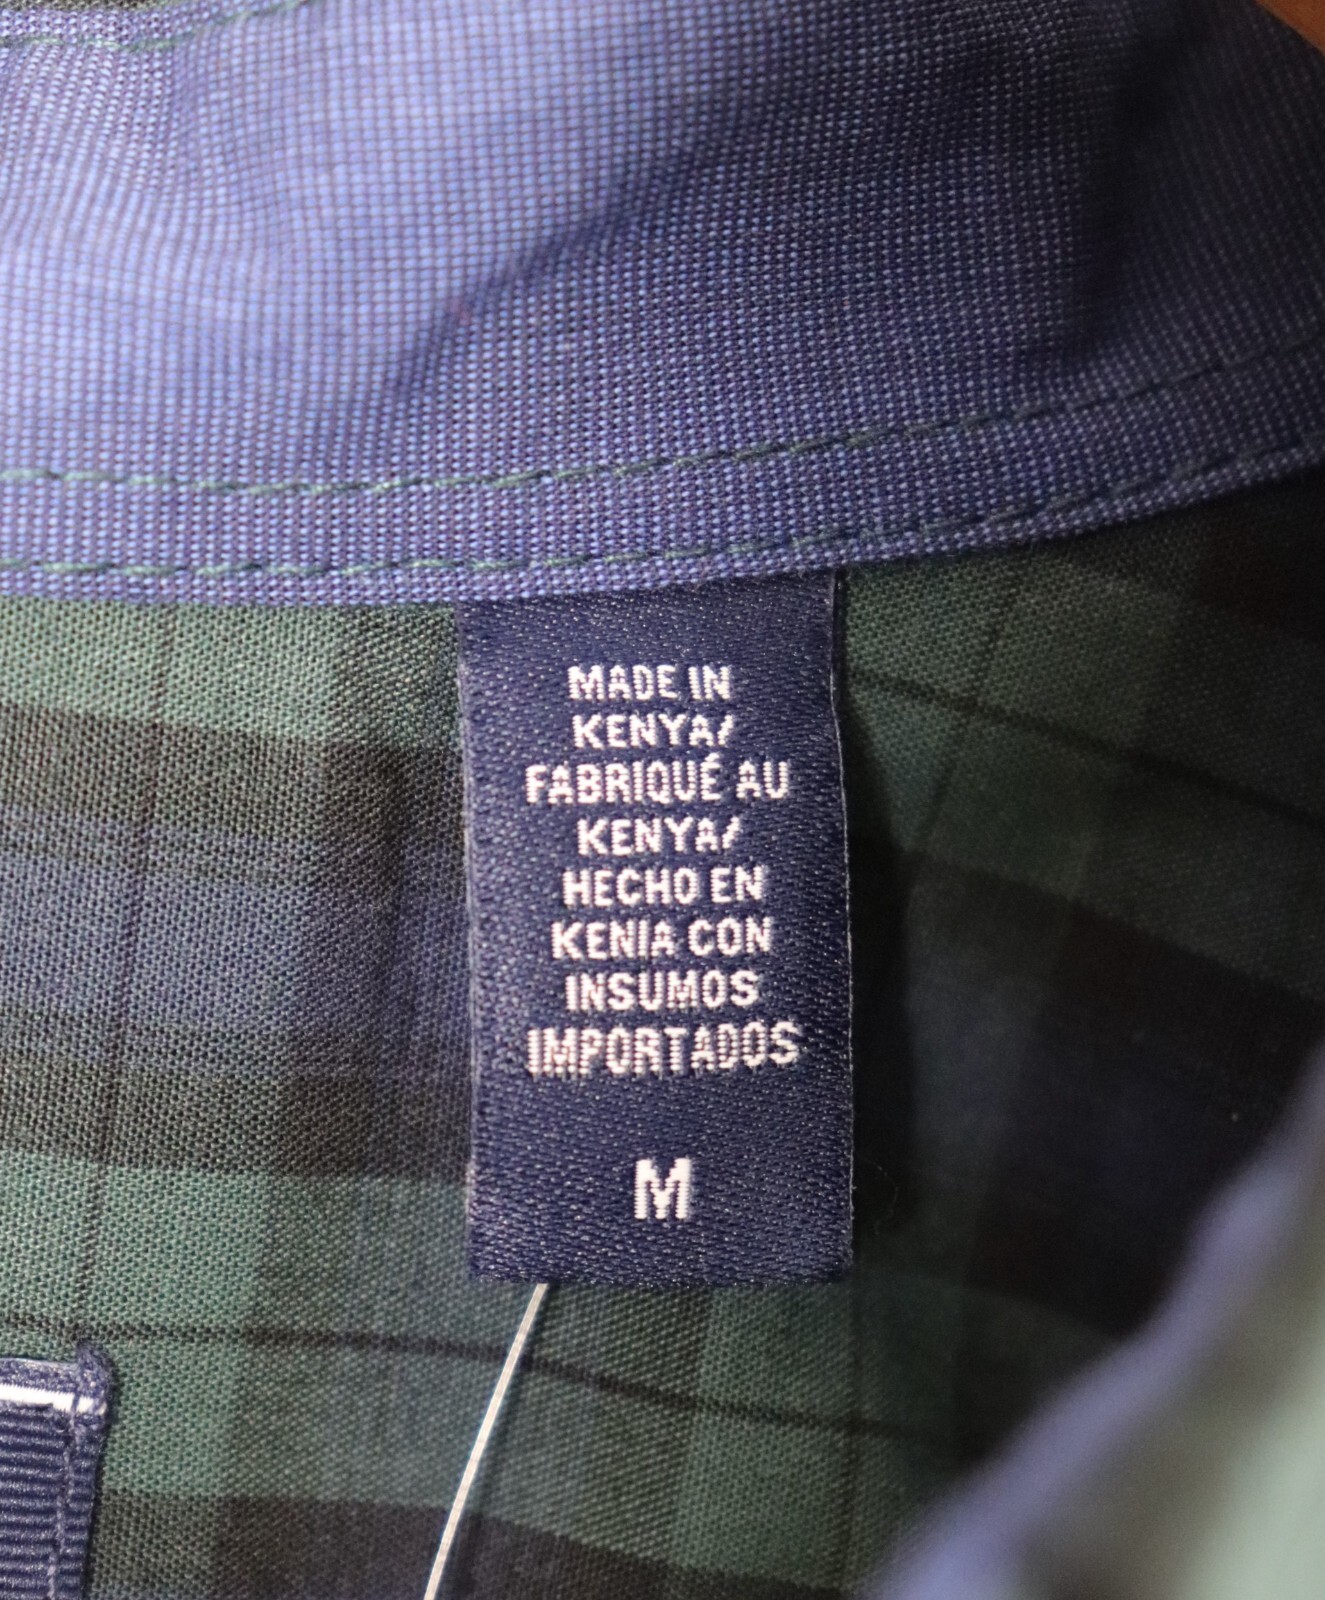 MADE IN
KENYA/
FABRIQUÉ AU
KENYA/
HECHO EN
KENIA CON
INSUMOS
IMPORTADOS
M